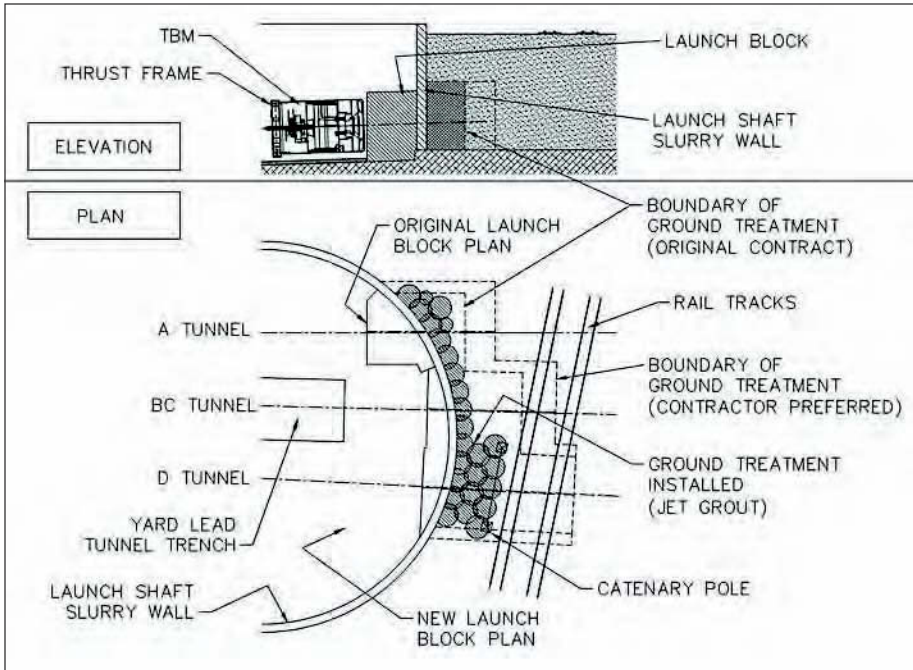 TBM
THRUST FRAME
ELEVATION
LAUNCH BLOCK
LAUNCH SHAFT
SLURRY WALL
PLAN
ORIGINAL LAUNCH
BLOCK PLAN
BOUNDARY OF
GROUND TREATMENT
(ORIGINAL CONTRACT)
RAIL TRACKS
A TUNNEL
BOUNDARY OF
GROUND TREATMENT
(CONTRACTOR PREFERRED)
BC TUNNEL
GROUND TREATMENT
INSTALLED
(JET GROUT)
D TUNNEL
YARD LEAD
TUNNEL TRENCH
CATENARY POLE
LAUNCH SHAFT
SLURRY WALL
NEW LAUNCH
BLOCK PLAN